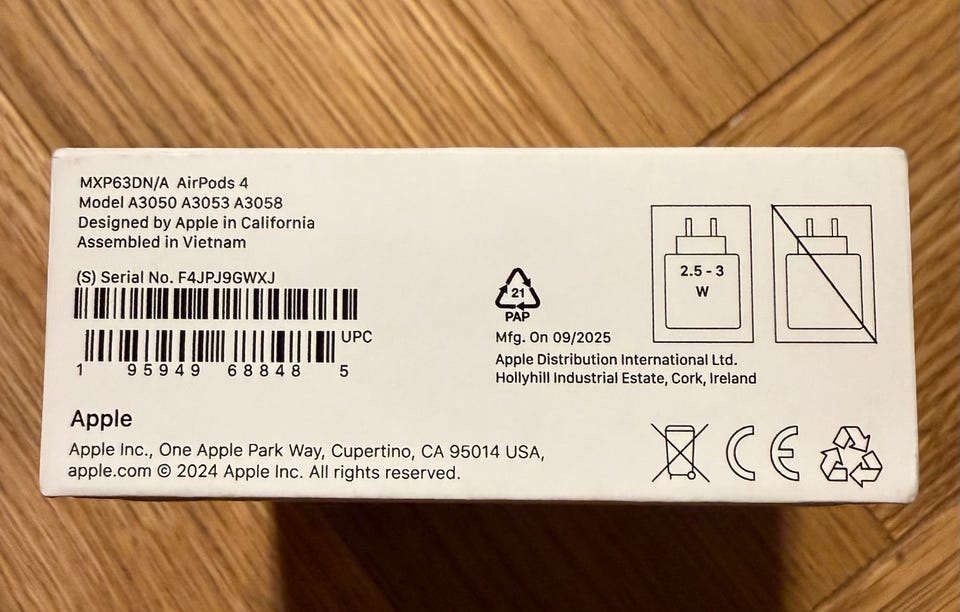 MXP63DN/A AirPods 4
Model A3050 A3053 A3058
Designed by Apple in California
Assembled in Vietnam
(S) Serial No. F4JPJ9GWXJ
UPC
1 95949 68848 5
Apple
Apple Inc., One Apple Park Way, Cupertino, CA 95014 USA,
apple.com © 2024 Apple Inc. All rights reserved.
21
PAP
Mfg. On 09/2025
Apple Distribution International Ltd.
Hollyhill Industrial Estate, Cork, Ireland
2.5 - 3
W
CE